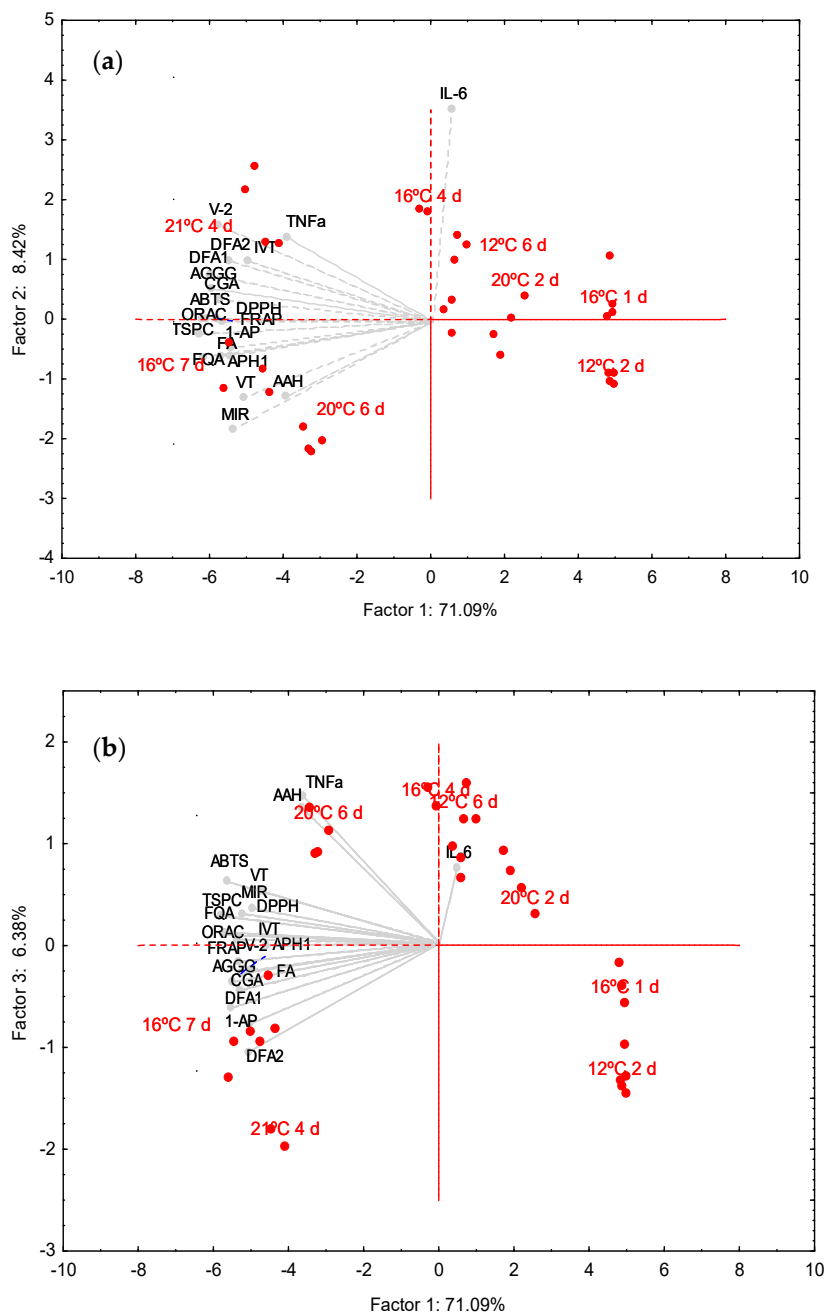 5
(a)
4
IL-6
3
2
16ºC 4 d
V-2
TNFa
21ºC 4 d
DFA2 IVT
12ºC 6 d
1
DFA1
AGGG
20ºC 2 d
CGA
16ºC 1 d
ABTS DPPH
ORAC FRAP
0
TSPC 1-AP
FA
FQA APH1
16ºC 7 d
12ºC 2 d
-1
VT AAH
MIR
20ºC 6 d
-2
-3
-4
-10 -8 -6 -4 -2 0 2 4 6 8 10
Factor 1: 71.09%
Factor 2: 8.42%
2
(b)
TNFa
16ºC 4 d
AAH
12ºC 6 d
20ºC 6 d
1
IL-6
ABTS
VT
MIR
20ºC 2 d
TSPC DPPH
FQA
ORAC IVT
0
FRAP V-2 APH1
AGGG FA
CGA
16ºC 1 d
DFA1
1-AP
16ºC 7 d
-1
DFA2
12ºC 2 d
21ºC 4 d
-2
-3
-10 -8 -6 -4 -2 0 2 4 6 8 10
Factor 1: 71.09%
Factor 3: 6.38%